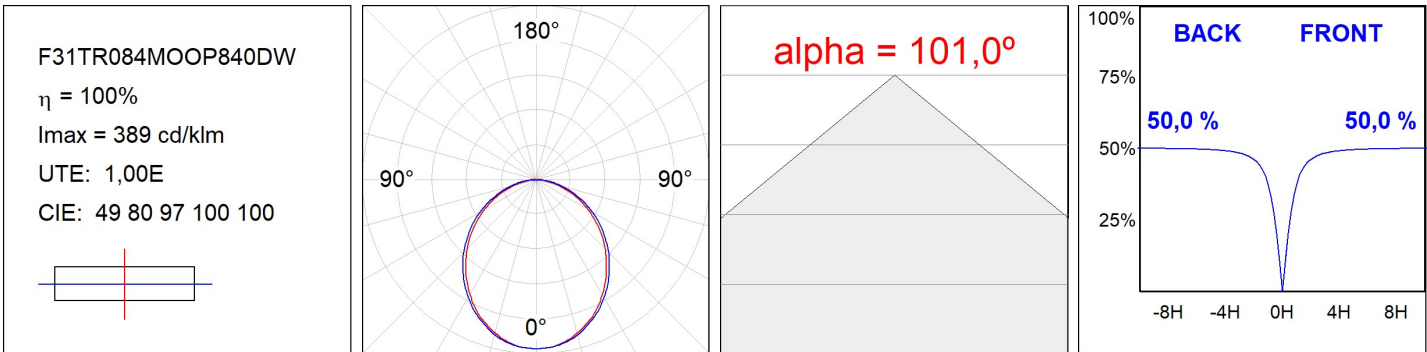 F31TR084MOOP840DW
η = 100%
Imax = 389 cd/klm
UTE: 1,00E
CIE: 49 80 97 100 100
180°
90°
90°
0°
alpha = 101,0º
100%
BACK
FRONT
75%
50,0 %
50,0 %
50%
25%
-8H
-4H
0H
4H
8H